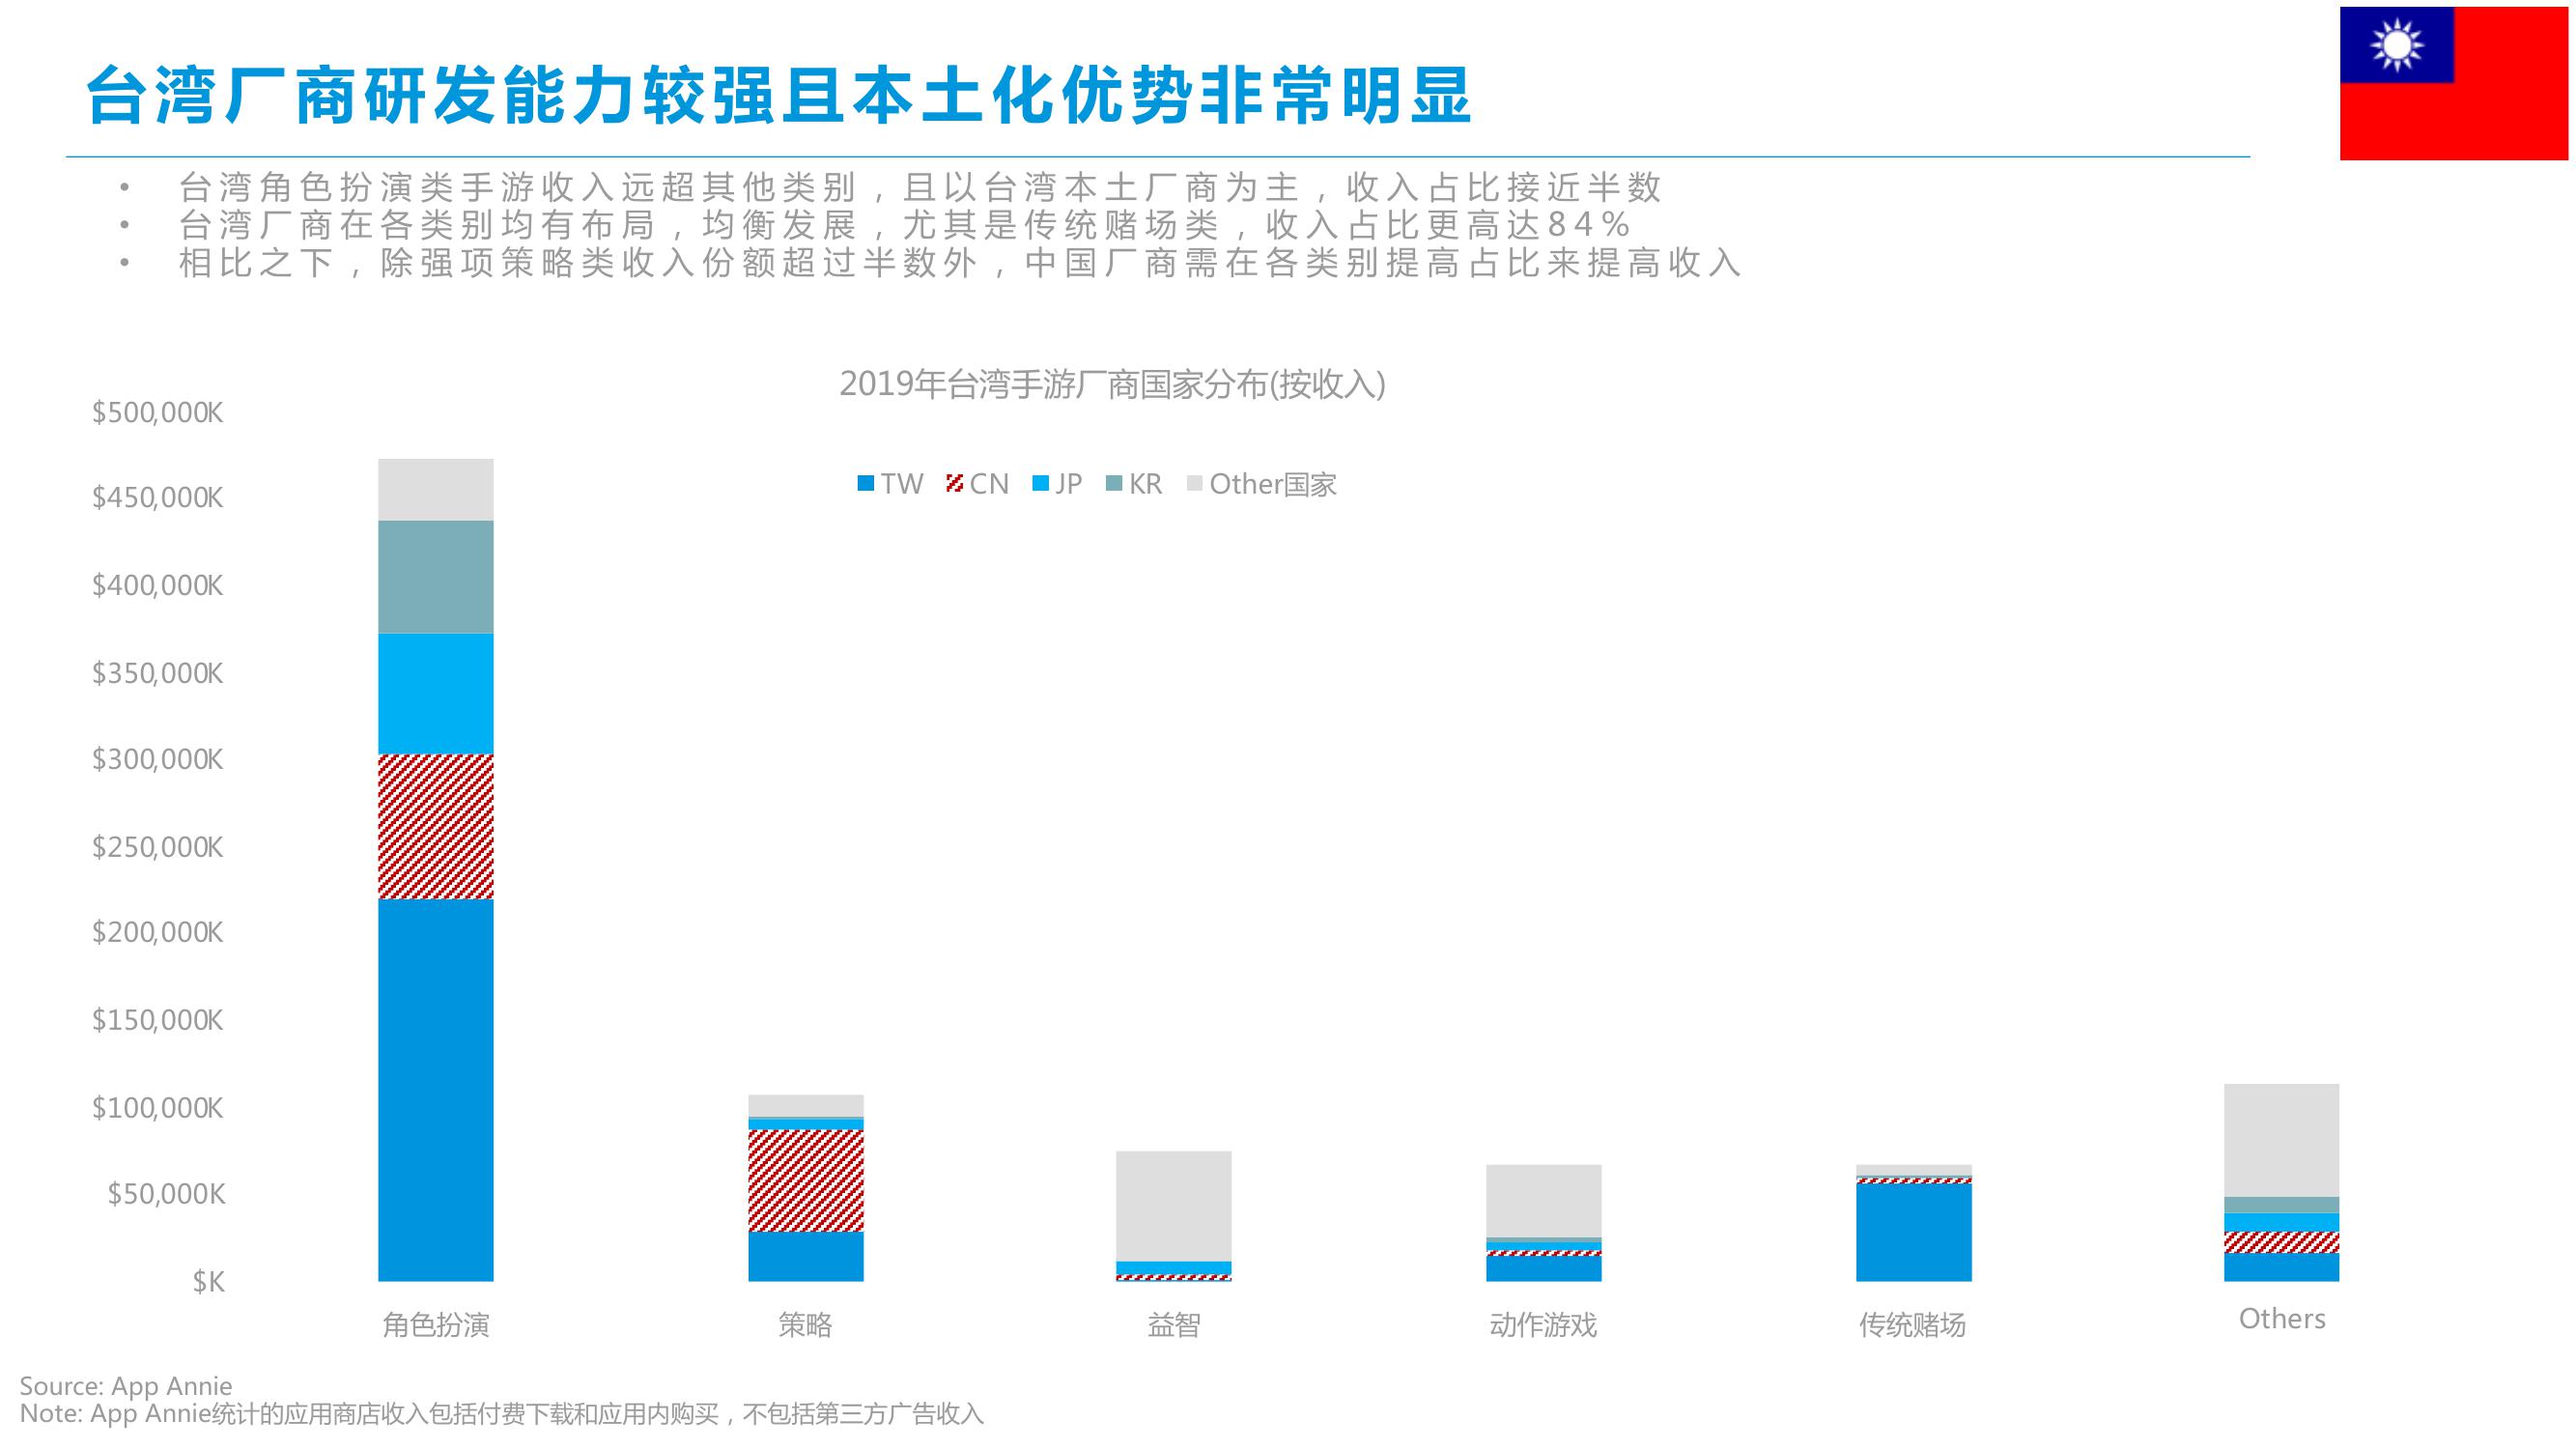 台湾厂商研发能力较强且本土化优势非常明显
• 台湾角色扮演类手游收入远超其他类别，且以台湾本土厂商为主，收入占比接近半数
• 台湾厂商在各类别均有布局，均衡发展，尤其是传统赌场类，收入占比更高达84%
• 相比之下，除强项策略类收入份额超过半数外，中国厂商需在各类别提高占比来提高收入
2019年台湾手游厂商国家分布(按收入)
TW CN JP KR Other国家
$500,000K
$450,000K
$400,000K
$350,000K
$300,000K
$250,000K
$200,000K
$150,000K
$100,000K
$50,000K
$K
角色扮演 策略 益智 动作游戏 传统赌场 Others
Source: App Annie
Note: App Annie统计的应用商店收入包括付费下载和应用内购买，不包括第三方广告收入